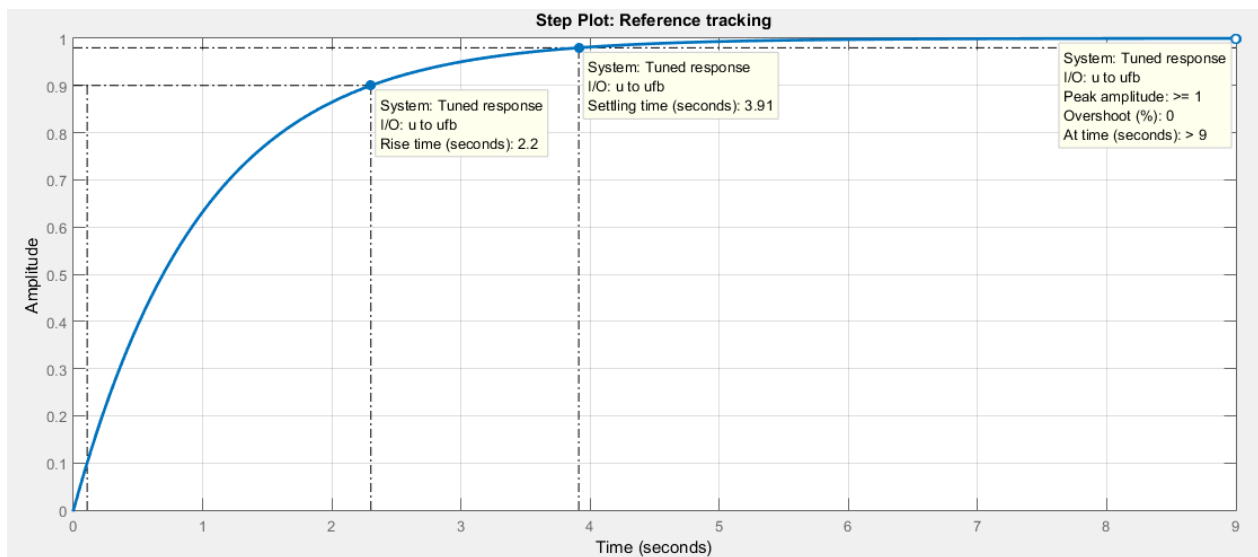 Step Plot: Reference tracking
Amplitude
1
0.9
0.8
0.7
0.6
0.5
0.4
0.3
0.2
0.1
0
System: Tuned response
I/O: u to ufb
Rise time (seconds): 2.2
System: Tuned response
I/O: u to ufb
Settling time (seconds): 3.91
System: Tuned response
I/O: u to ufb
Peak amplitude: >= 1
Overshoot (%): 0
At time (seconds): > 9
0 1 2 3 4 5 6 7 8 9
Time (seconds)